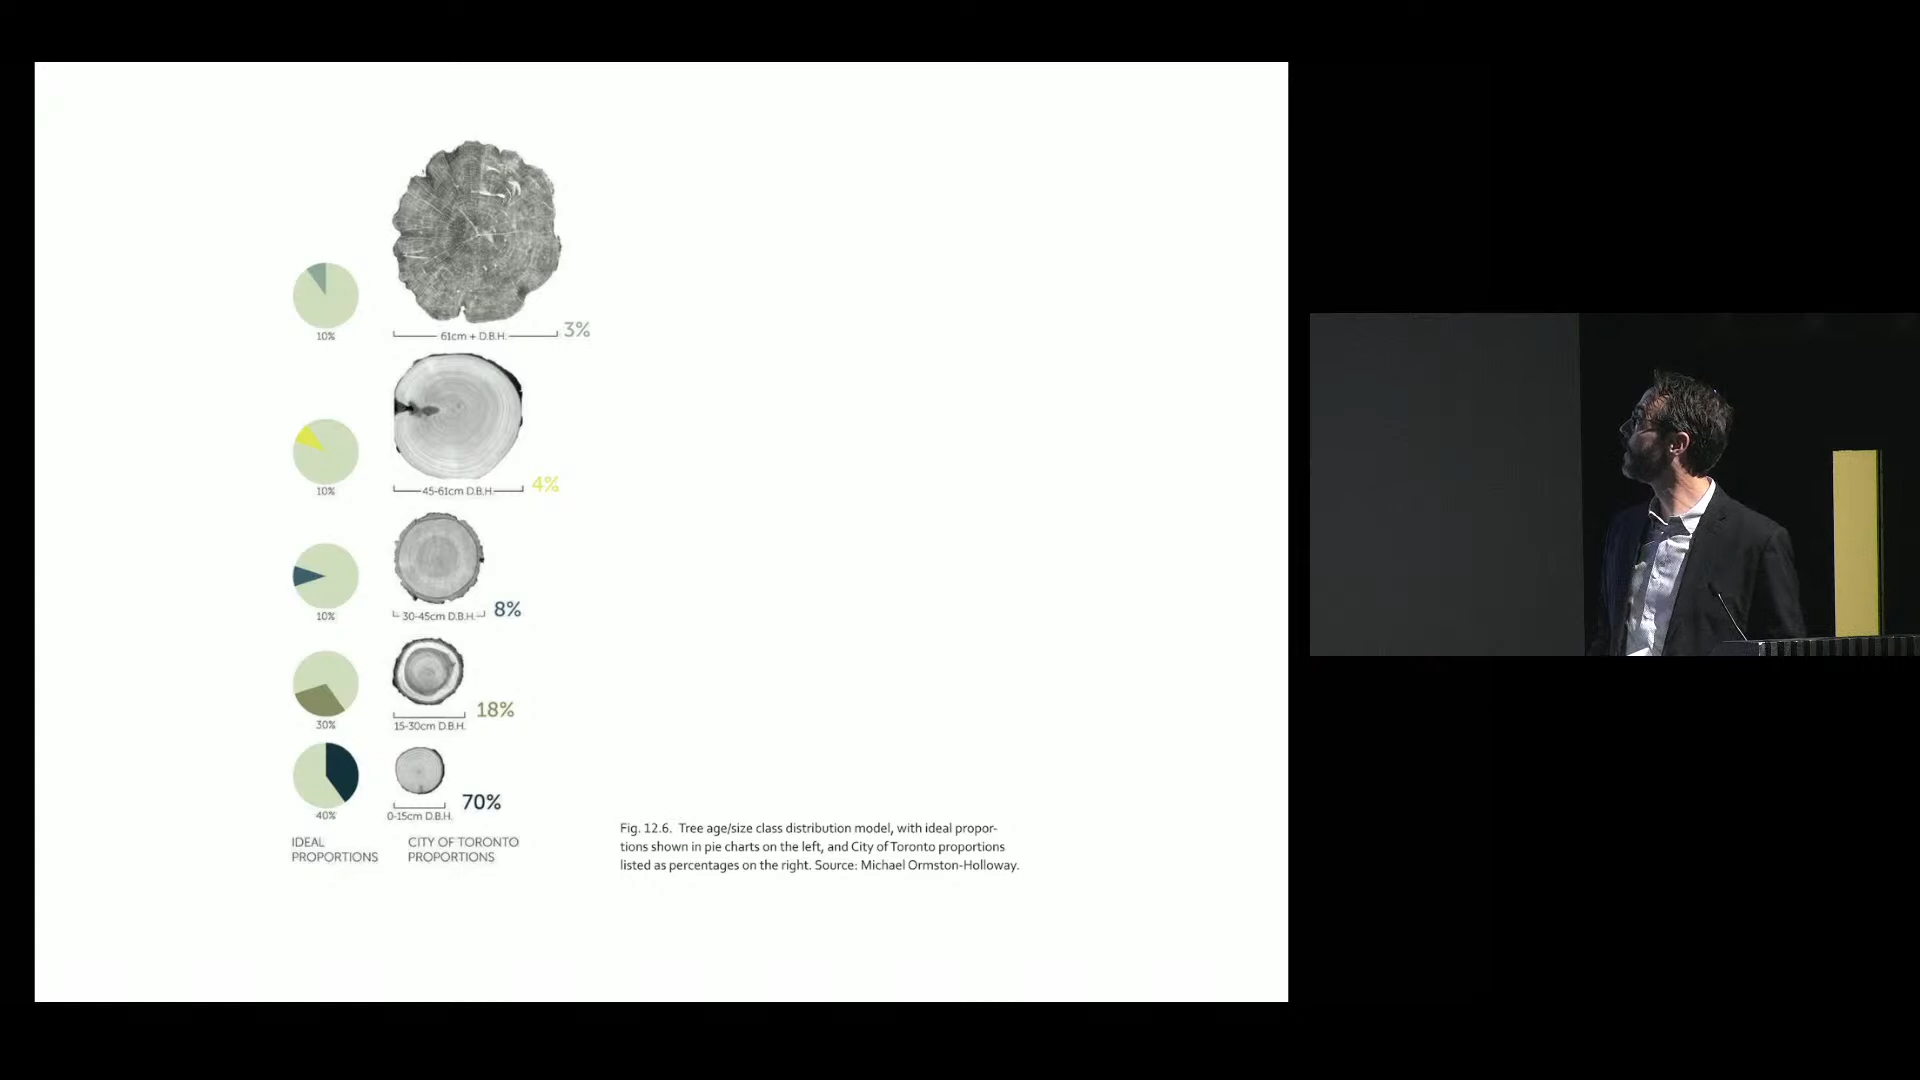 10%
61cm + D.B.H.
3%
10%
45-61cm D.B.H.
4%
10%
30-45cm D.B.H.
8%
30%
15-30cm D.B.H.
18%
40%
0-15cm D.B.H.
70%
IDEAL
PROPORTIONS
CITY OF TORONTO
PROPORTIONS
Fig. 12.6. Tree age/size class distribution model, with ideal propor-
tions shown in pie charts on the left, and City of Toronto proportions
listed as percentages on the right. Source: Michael Ormston-Holloway.